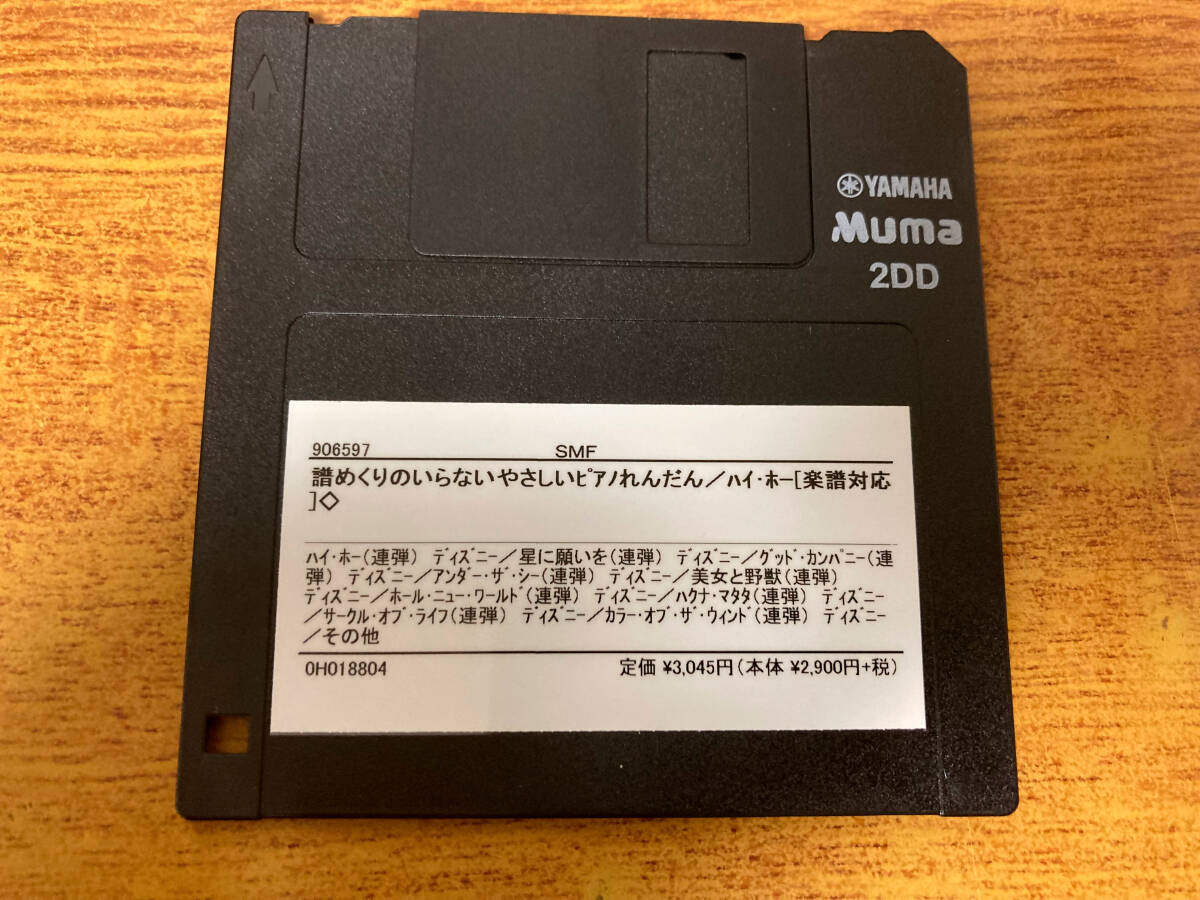 YAMAHA
Muma
2DD
906597 SMF
譜めくりのいらないやさしいﾋﾟｱﾉれんだん／ﾊｲ・ﾎｰ[楽譜対応
]◇
ﾊｲ・ﾎｰ(連弾) ﾃﾞｨｽﾞﾆｰ／星に願いを(連弾) ﾃﾞｨｽﾞﾆｰ／ｸﾞｯﾄﾞ・ｶﾝﾊﾟﾆｰ(連
弾) ﾃﾞｨｽﾞﾆｰ／ｱﾝﾀﾞｰ・ｻﾞ・ｼｰ(連弾) ﾃﾞｨｽﾞﾆｰ／美女と野獣(連弾)
ﾃﾞｨｽﾞﾆｰ／ﾎｰﾙ・ﾆｭｰ・ﾜｰﾙﾄﾞ(連弾) ﾃﾞｨｽﾞﾆｰ／ﾊｸﾅ・ﾏﾀﾀ(連弾) ﾃﾞｨｽﾞﾆｰ
／ｻｰｸﾙ・ｵﾌﾞ・ﾗｲﾌ(連弾) ﾃﾞｨｽﾞﾆｰ／ｶﾗｰ・ｵﾌﾞ・ｻﾞ・ｳｨﾝﾄﾞ(連弾) ﾃﾞｨｽﾞﾆｰ
／その他
0H018804 定価 ¥3,045円(本体 ¥2,900円+税)